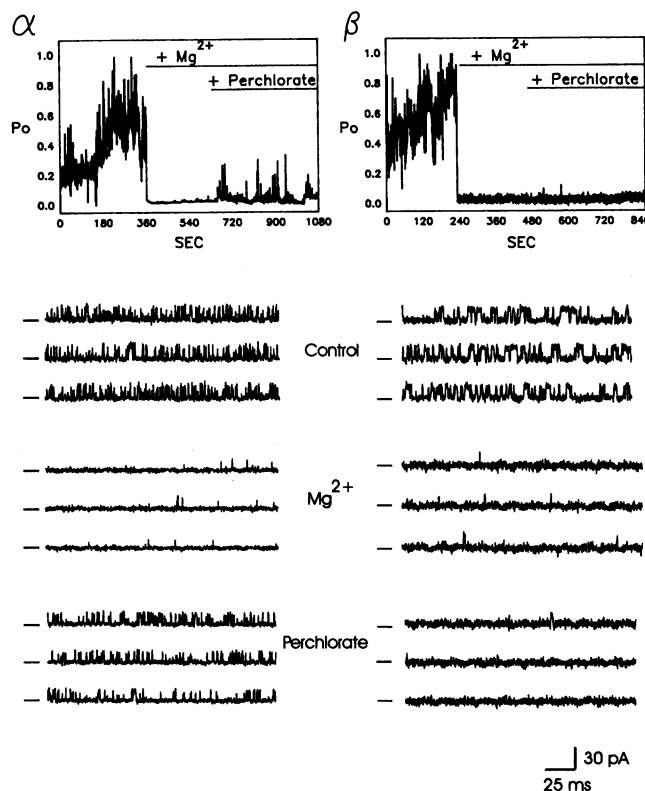 α
β
+ Mg2+
+ Perchlorate
Po
1.0
0.8
0.6
0.4
0.2
0.0
0 180 360 540 720 900 1080
SEC
+ Mg2+
+ Perchlorate
Po
1.0
0.8
0.6
0.4
0.2
0.0
0 120 240 360 480 600 720 840
SEC
Control
Mg2+
Perchlorate
30 pA
25 ms